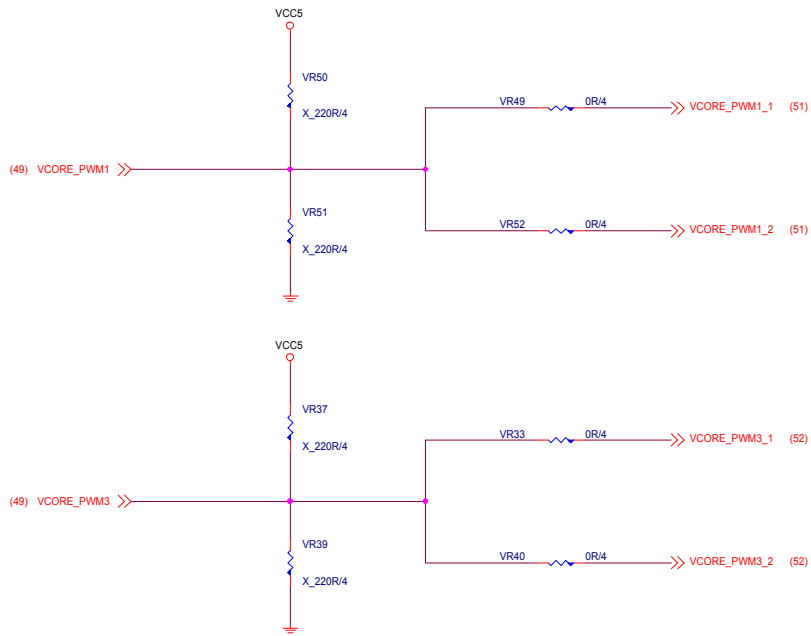 VCC5
VR50
X_220R/4
VR49 0R/4 VCORE_PWM1_1 (51)
(49) VCORE_PWM1
VR51
X_220R/4
VR52 0R/4 VCORE_PWM1_2 (51)
VCC5
VR37
X_220R/4
VR33 0R/4 VCORE_PWM3_1 (52)
(49) VCORE_PWM3
VR39
X_220R/4
VR40 0R/4 VCORE_PWM3_2 (52)